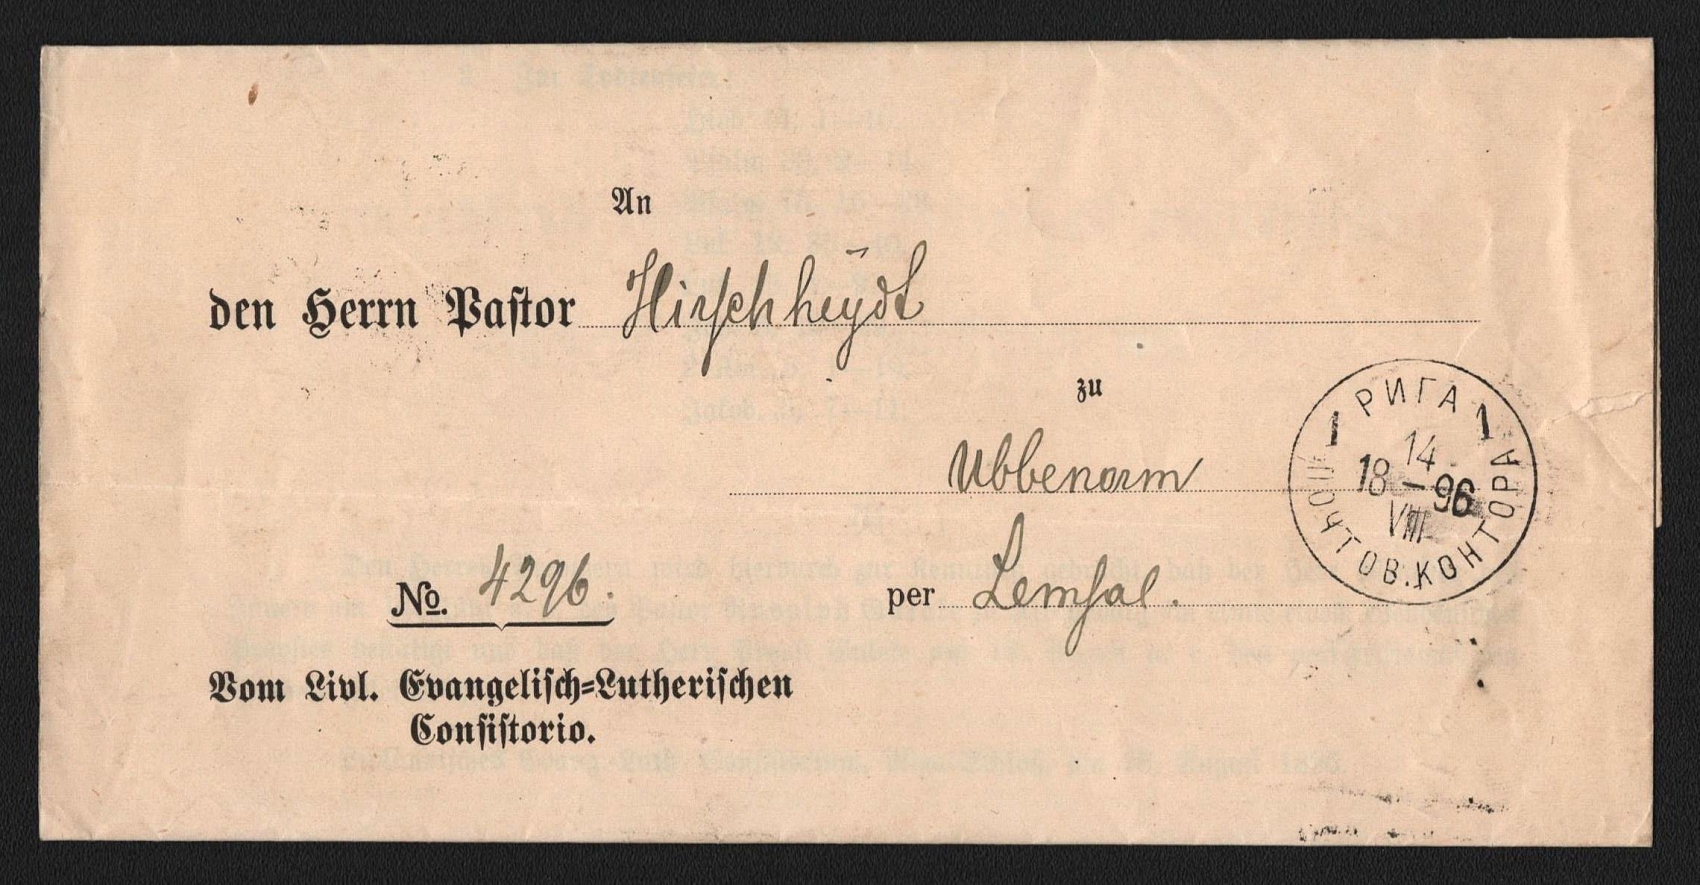 An
den Herrn Pastor Hirschheydt
zu
Ubbenorm
No. 4296.
per Lemsal.
Vom Livl. Evangelisch-Lutherischen
Consistorio.
1 РИГА 1
14
18–96
VIII
ПОЧТОВ. КОНТОРА